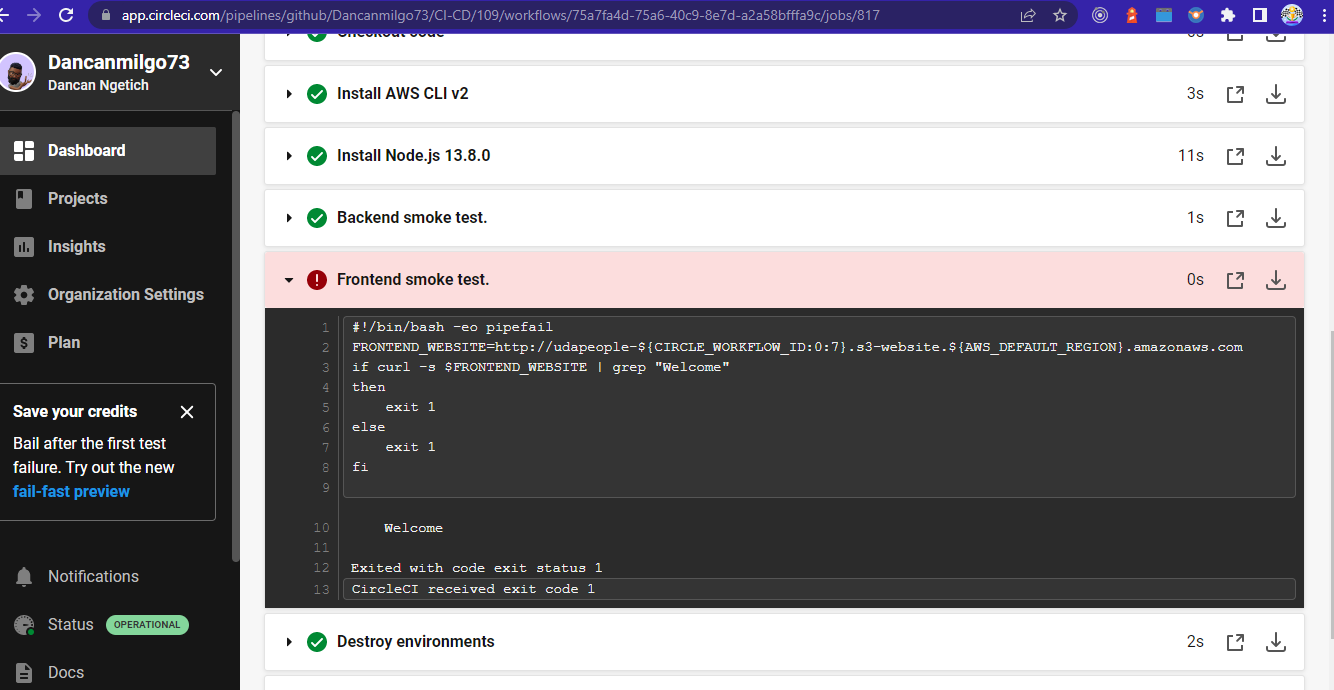 app.circleci.com/pipelines/github/Dancanmilgo73/CI-CD/109/workflows/75a7fa4d-75a6-40c9-8e7d-a2a58bfffa9c/jobs/817
Dancanmilgo73
Dancan Ngetich
Dashboard
Projects
Insights
Organization Settings
$ Plan
Save your credits
Bail after the first test
failure. Try out the new
fail-fast preview
Notifications
Status OPERATIONAL
Docs
Checkout code 0s
Install AWS CLI v2 3s
Install Node.js 13.8.0 11s
Backend smoke test. 1s
! Frontend smoke test. 0s
1 #!/bin/bash -eo pipefail
2 FRONTEND_WEBSITE=http://udapeople-${CIRCLE_WORKFLOW_ID:0:7}.s3-website.${AWS_DEFAULT_REGION}.amazonaws.com
3 if curl -s $FRONTEND_WEBSITE | grep "Welcome"
4 then
5 exit 1
6 else
7 exit 1
8 fi
9
10 Welcome
11
12 Exited with code exit status 1
13 CircleCI received exit code 1
Destroy environments 2s